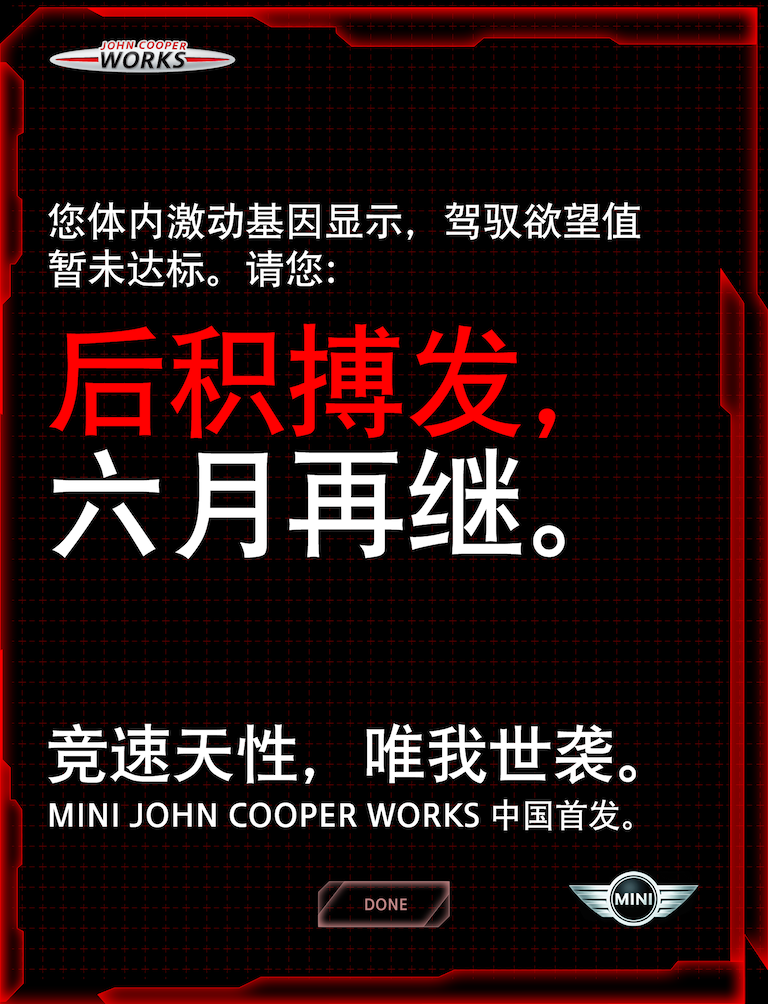 JOHN COOPER
WORKS
您体内激动基因显示，驾驭欲望值
暂未达标。请您:
后积搏发，
六月再继。
竞速天性，唯我世袭。
MINI JOHN COOPER WORKS 中国首发。
DONE
MINI